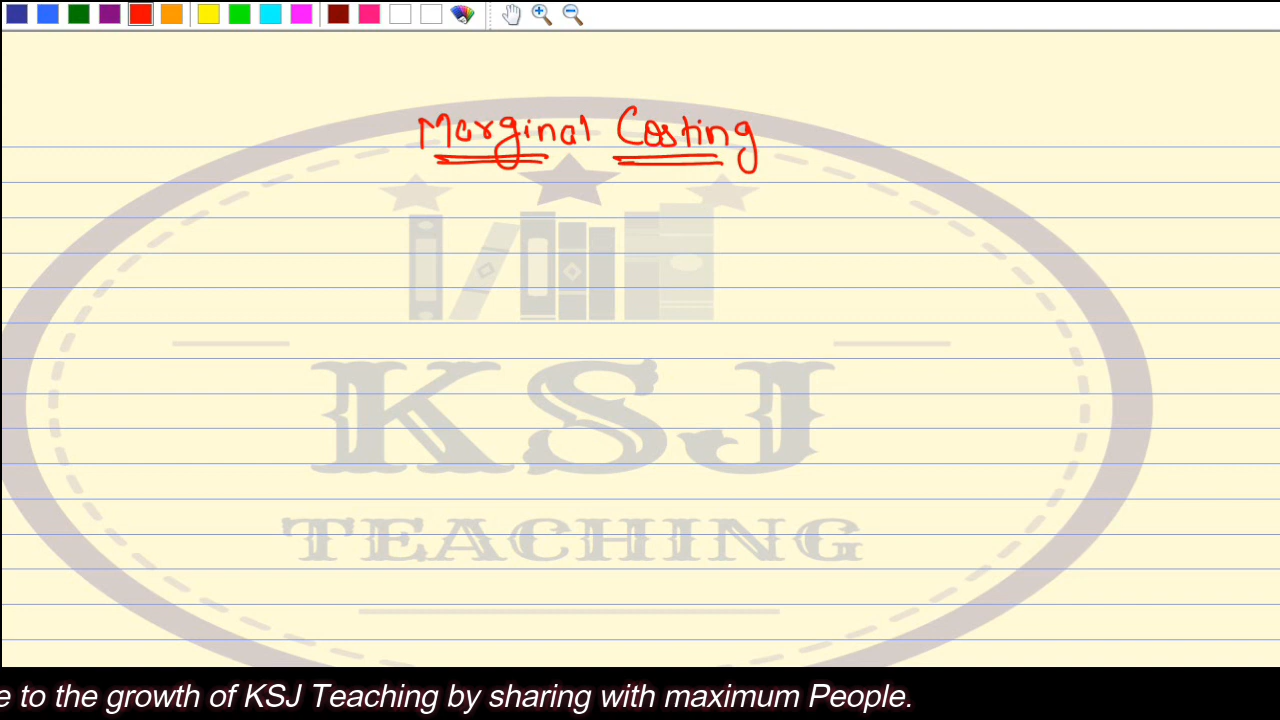 Marginal Costing
KSJ
TEACHING
e to the growth of KSJ Teaching by sharing with maximum People.